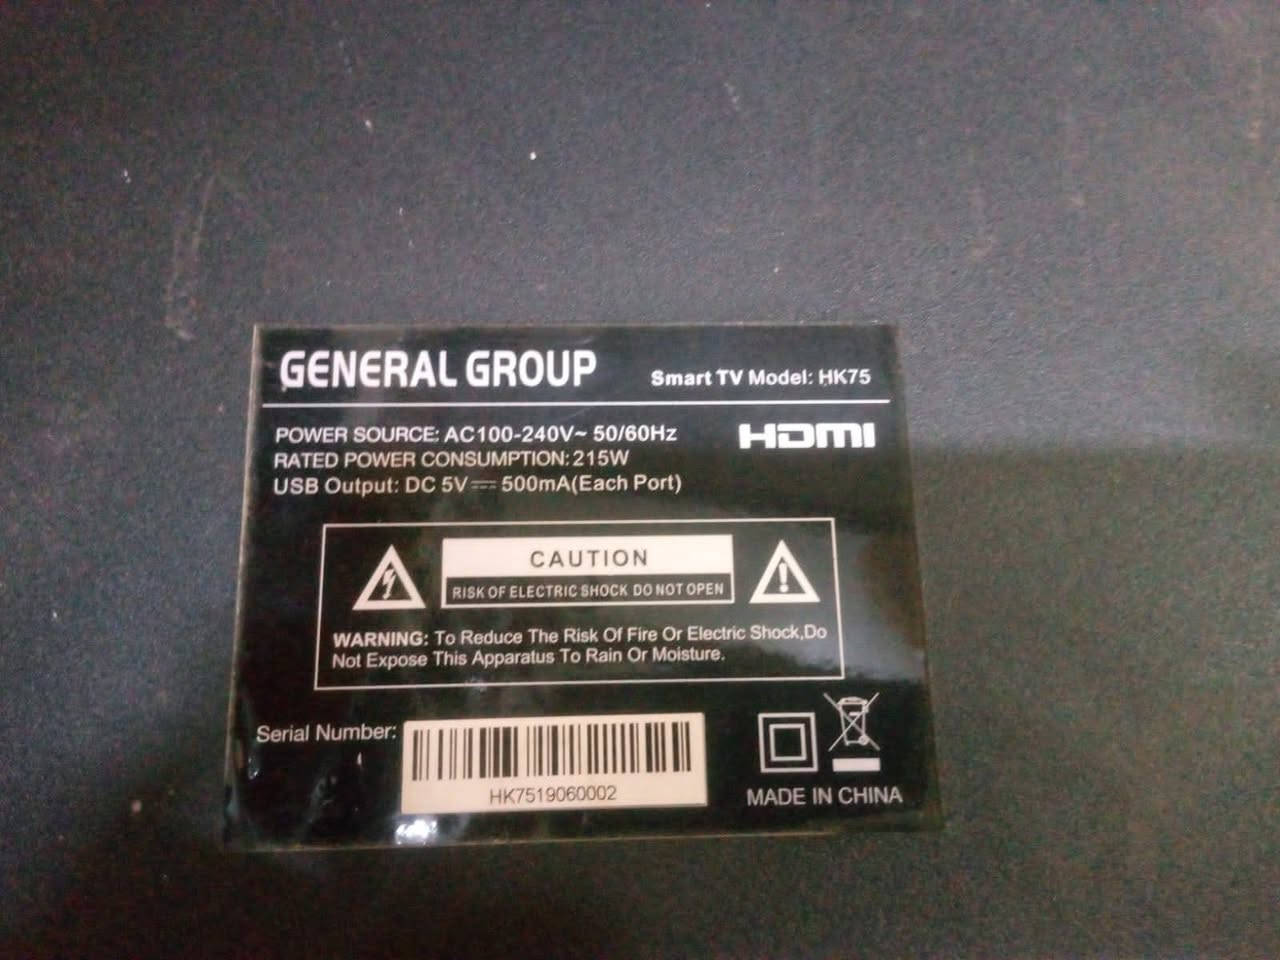 GENERAL GROUP
Smart TV Model: HK75
POWER SOURCE: AC100-240V~ 50/60Hz
HDMI
RATED POWER CONSUMPTION: 215W
USB Output: DC 5V⎓500mA(Each Port)
CAUTION
RISK OF ELECTRIC SHOCK DO NOT OPEN
WARNING: To Reduce The Risk Of Fire Or Electric Shock,Do
Not Expose This Apparatus To Rain Or Moisture.
Serial Number:
HK7519060002
MADE IN CHINA